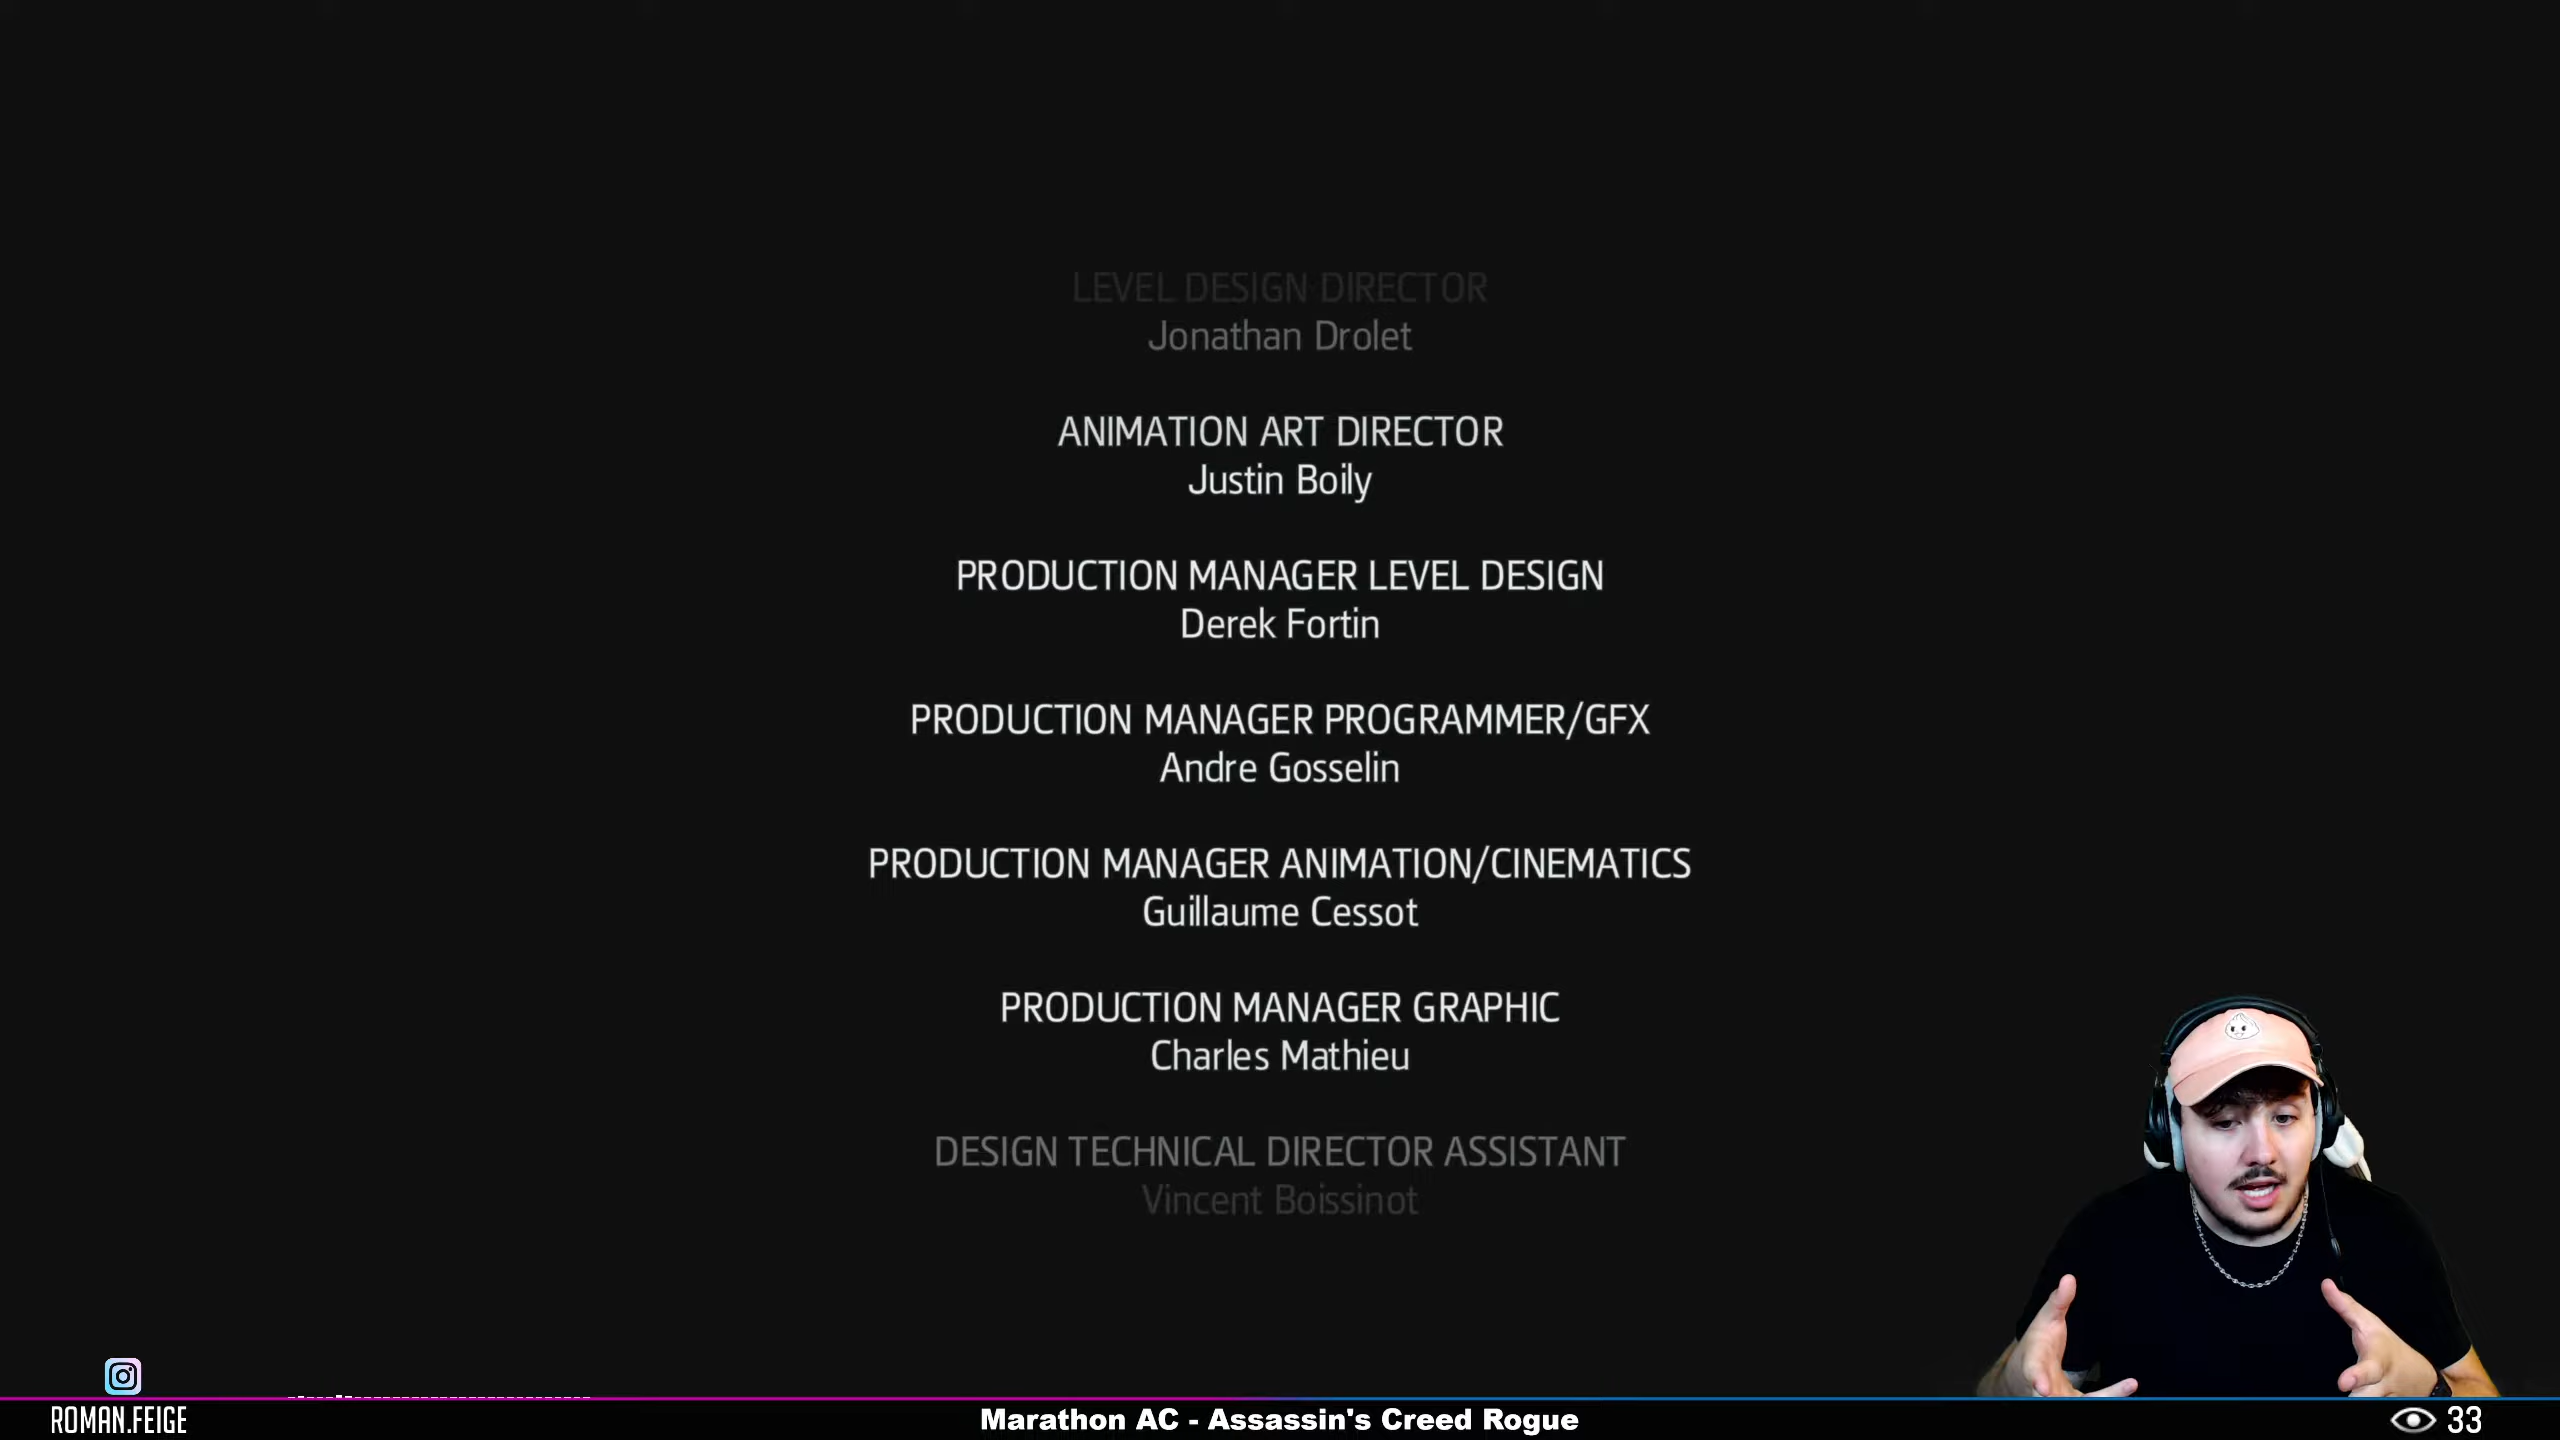 LEVEL DESIGN DIRECTOR
Jonathan Drolet
ANIMATION ART DIRECTOR
Justin Boily
PRODUCTION MANAGER LEVEL DESIGN
Derek Fortin
PRODUCTION MANAGER PROGRAMMER/GFX
Andre Gosselin
PRODUCTION MANAGER ANIMATION/CINEMATICS
Guillaume Cessot
PRODUCTION MANAGER GRAPHIC
Charles Mathieu
DESIGN TECHNICAL DIRECTOR ASSISTANT
Vincent Boissinot
ROMAN.FEIGE
Marathon AC - Assassin's Creed Rogue
33